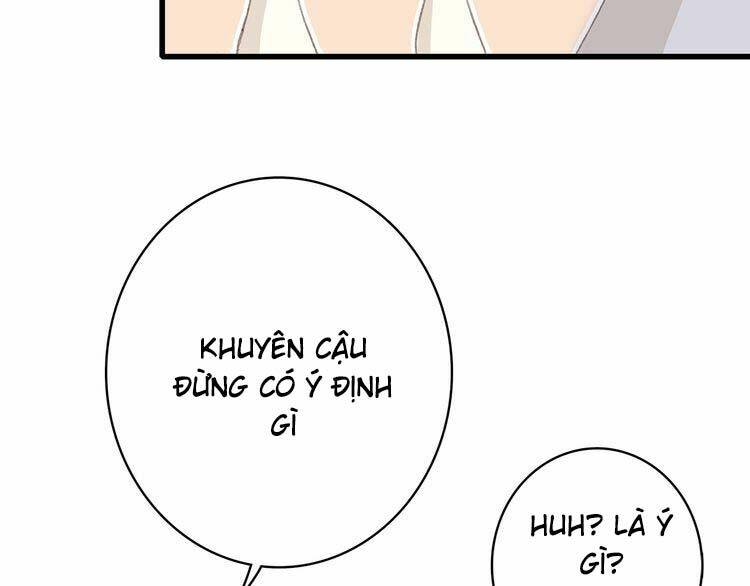 KHUYÊN CẬU
ĐỪNG CÓ Ý ĐỊNH
GÌ
HUH? LÀ Ý
GÌ?